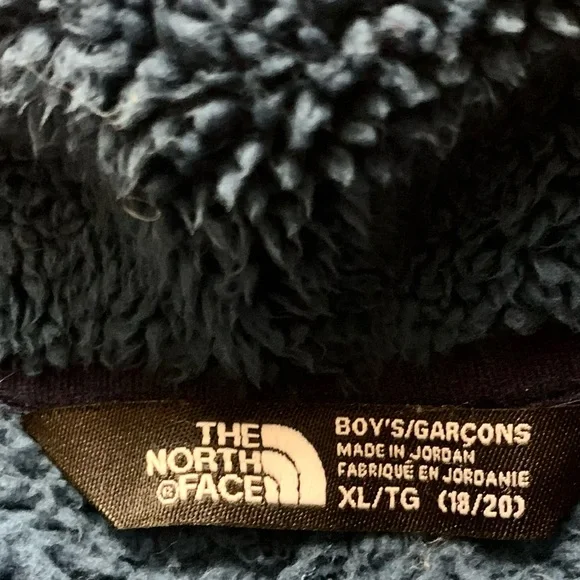 THE
NORTH
®FACE
BOY'S/GARÇONS
MADE IN JORDAN
FABRIQUÉ EN JORDANIE
XL/TG (18/20)